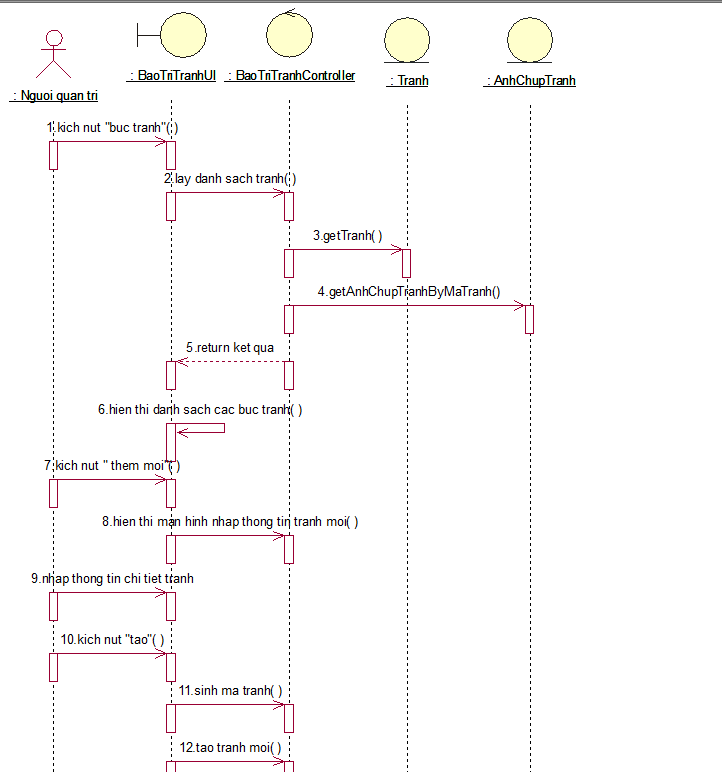 : Nguoi quan tri
: BaoTriTranhUI
: BaoTriTranhController
: Tranh
: AnhChupTranh
1.kich nut "buc tranh"( )
2.lay danh sach tranh( )
3.getTranh( )
4.getAnhChupTranhByMaTranh()
5.return ket qua
6.hien thi danh sach cac buc tranh( )
7.kich nut " them moi"( )
8.hien thi man hinh nhap thong tin tranh moi( )
9.nhap thong tin chi tiet tranh
10.kich nut "tao"( )
11.sinh ma tranh( )
12.tao tranh moi( )